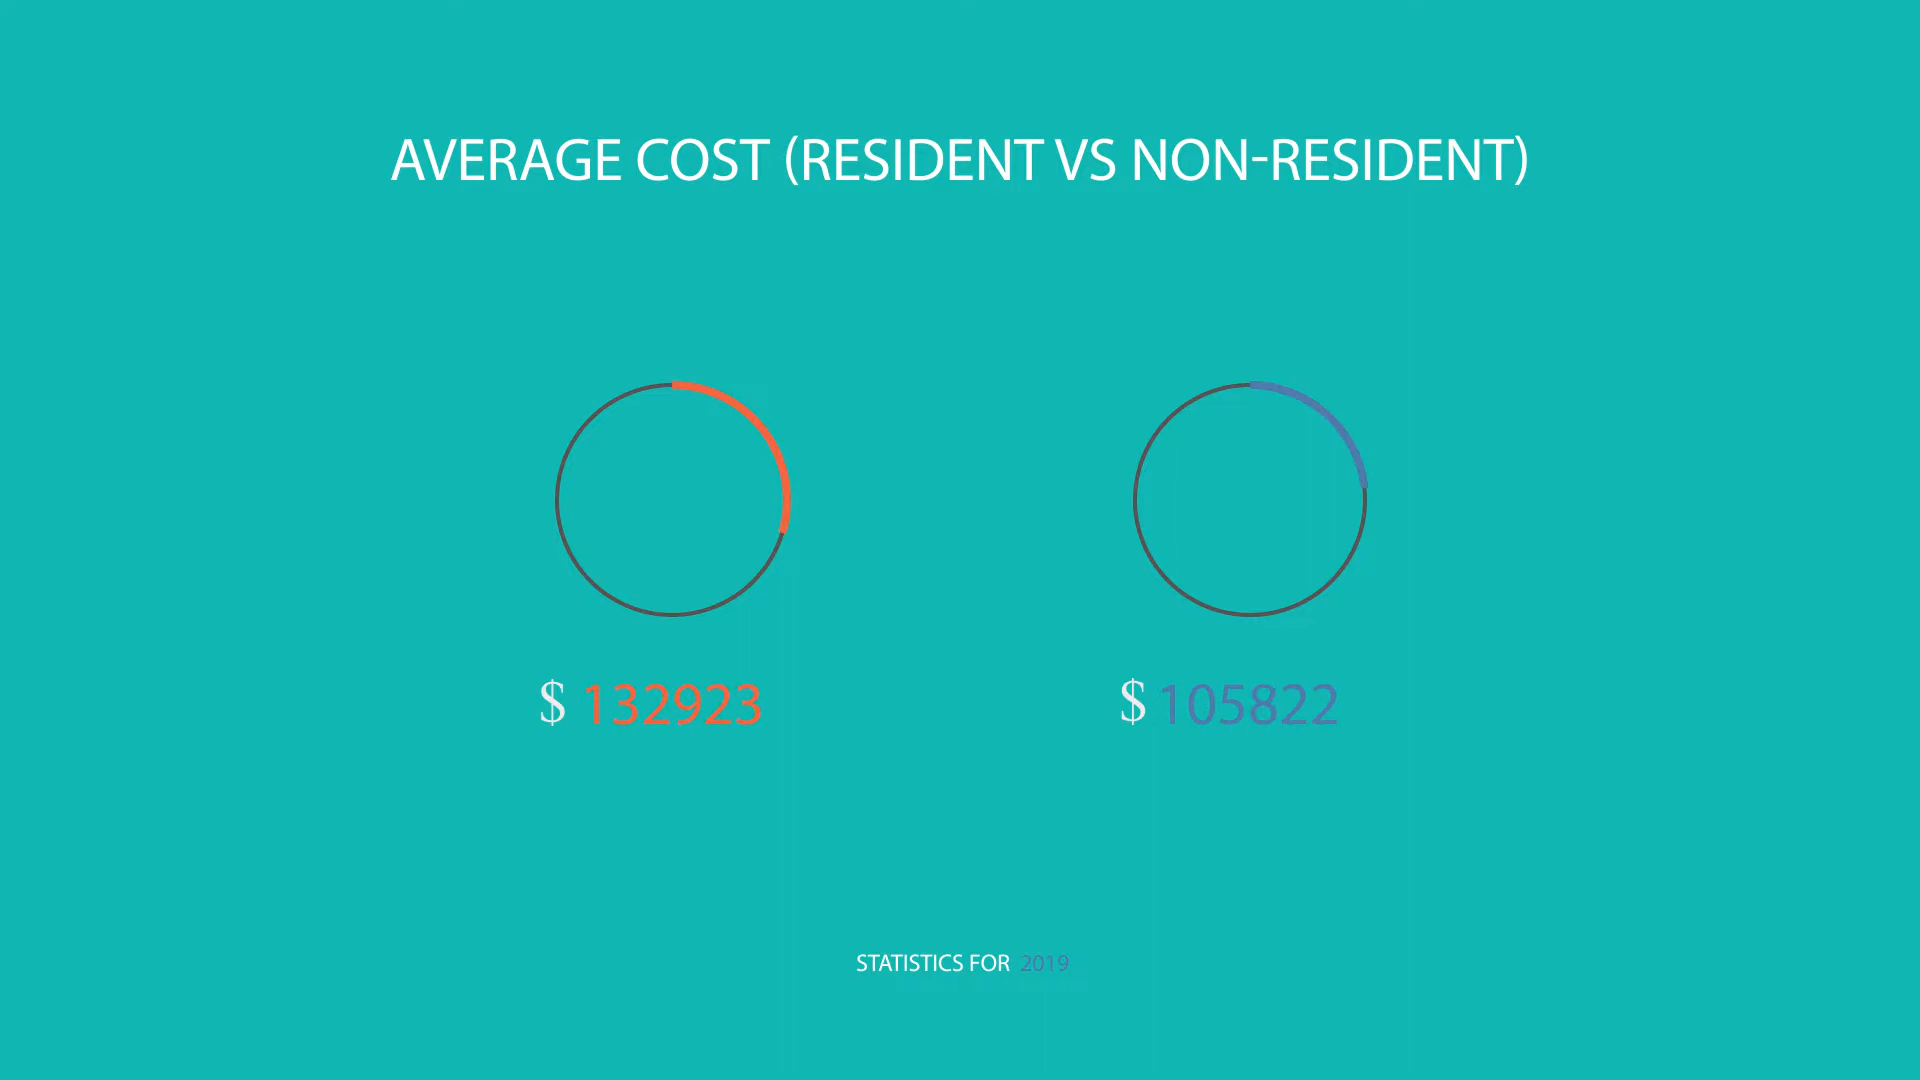 AVERAGE COST (RESIDENT VS NON-RESIDENT)
$ 132923
$ 105822
STATISTICS FOR 2019